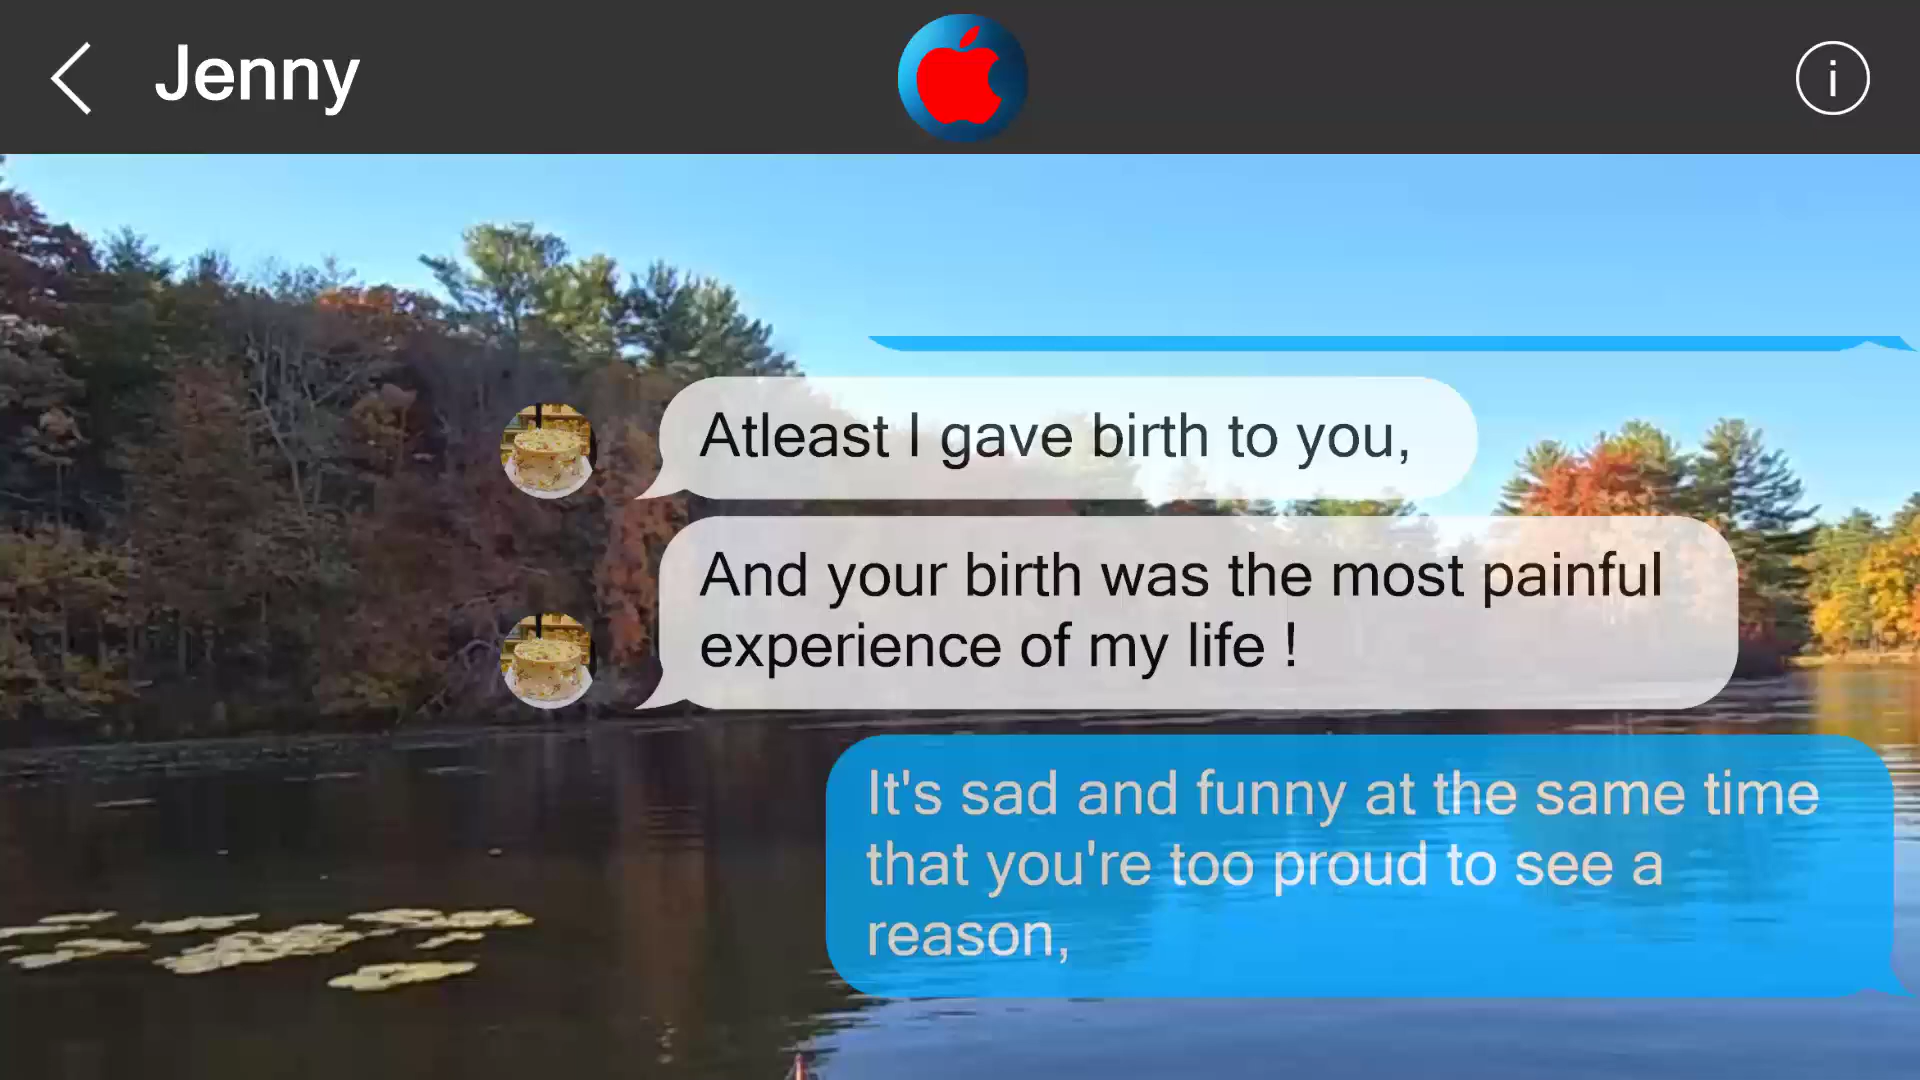 Jenny
i
Atleast I gave birth to you,
And your birth was the most painful
experience of my life !
It's sad and funny at the same time
that you're too proud to see a
reason,